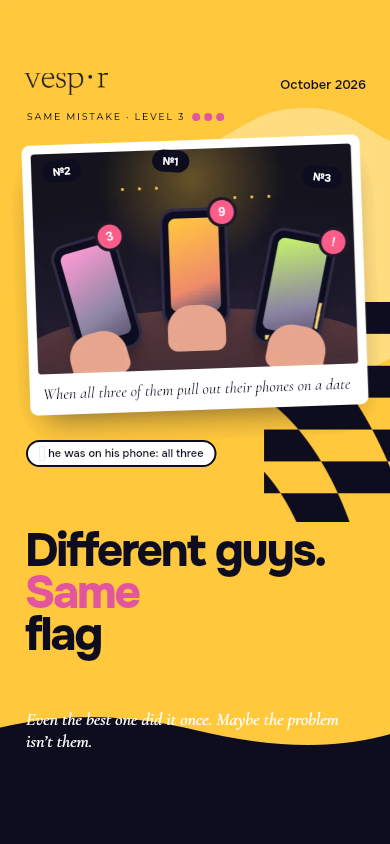 vesp·r
October 2026
SAME MISTAKE · LEVEL 3
№2
№1
№3
3
9
!
When all three of them pull out their phones on a date
he was on his phone: all three
Different guys.
Same
flag
Even the best one did it once. Maybe the problem
isn’t them.